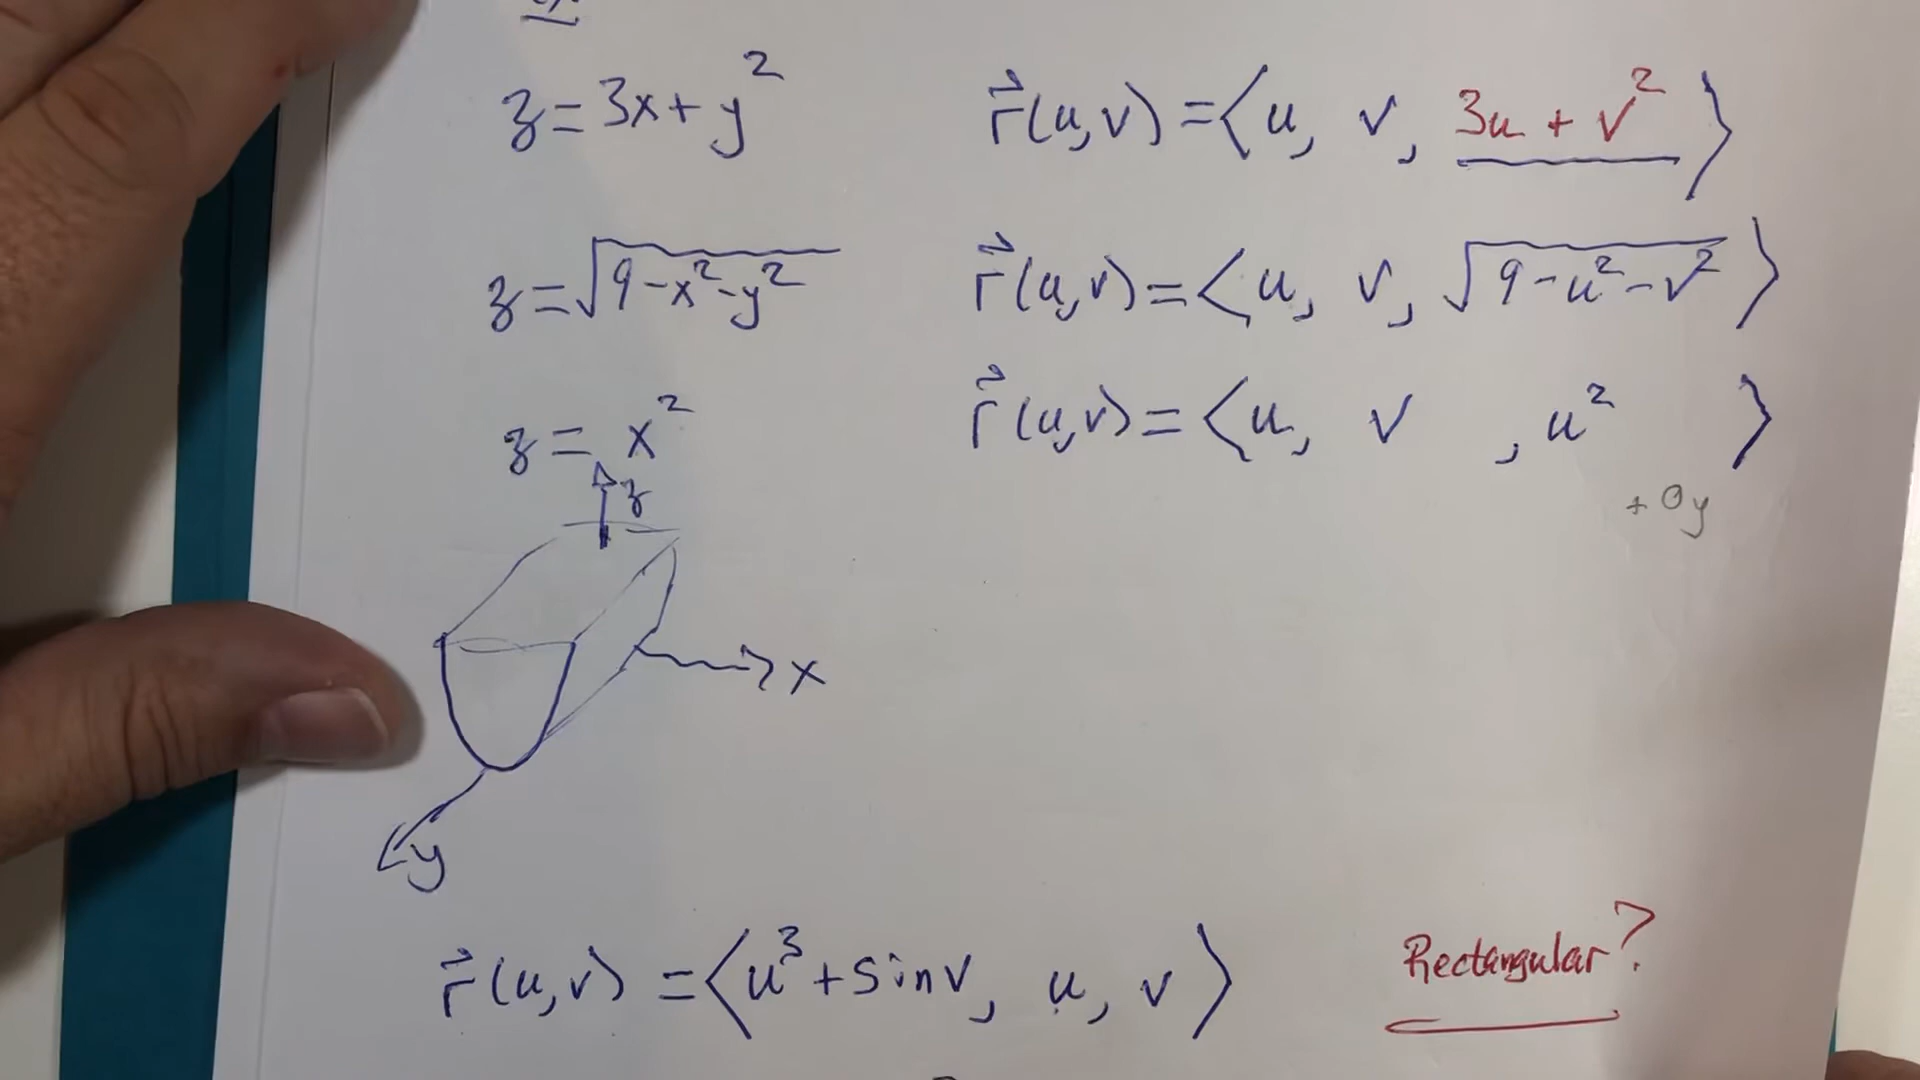 z = 3x + y² r⃗(u,v) = ⟨u, v, 3u + v²⟩
z = √(9-x²-y²) r⃗(u,v) = ⟨u, v, √(9-u²-v²)⟩
z = x² r⃗(u,v) = ⟨u, v , u² ⟩
+ 0y
z
x
y
r⃗(u,v) = ⟨u³ + sin v, u, v⟩ Rectangular?